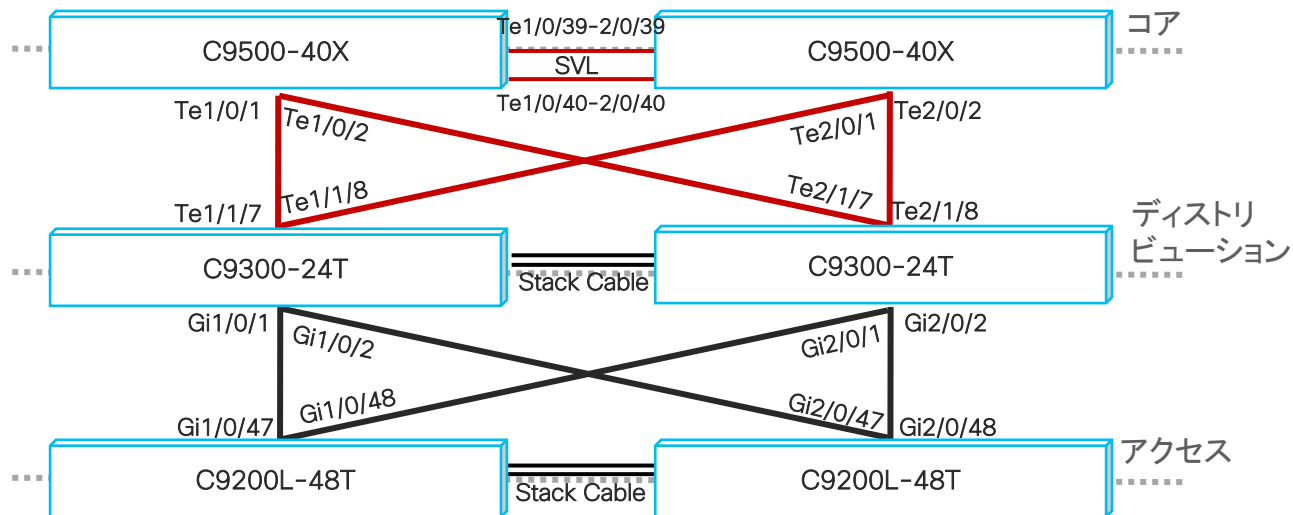 Te1/0/39-2/0/39
コア
C9500-40X
C9500-40X
SVL
Te1/0/40-2/0/40
Te1/0/1
Te1/0/2
Te2/0/1
Te2/0/2
Te1/1/7
Te1/1/8
Te2/1/7
Te2/1/8
ディストリ
ビューション
C9300-24T
C9300-24T
Stack Cable
Gi1/0/1
Gi1/0/2
Gi2/0/1
Gi2/0/2
Gi1/0/47
Gi1/0/48
Gi2/0/47
Gi2/0/48
アクセス
C9200L-48T
C9200L-48T
Stack Cable